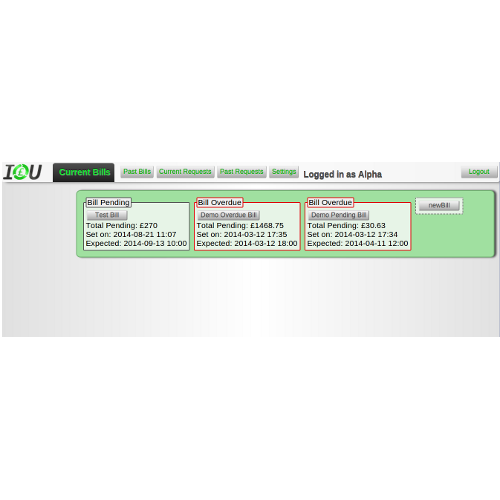 IOU
Current Bills
Past Bills
Current Requests
Past Requests
Settings
Logged in as Alpha
Logout
Bill Pending
Test Bill
Total Pending: £270
Set on: 2014-08-21 11:07
Expected: 2014-09-13 10:00
Bill Overdue
Demo Overdue Bill
Total Pending: £1468.75
Set on: 2014-03-12 17:35
Expected: 2014-03-12 18:00
Bill Overdue
Demo Pending Bill
Total Pending: £30.63
Set on: 2014-03-12 17:34
Expected: 2014-04-11 12:00
newBill